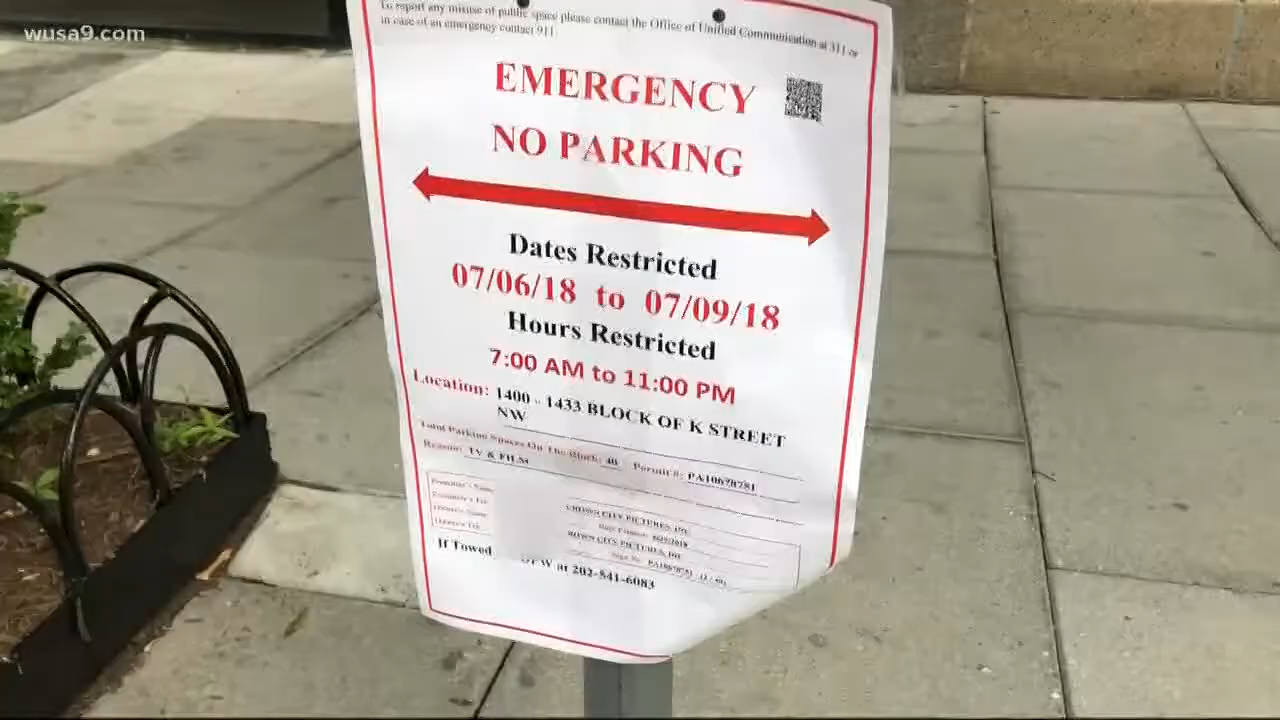 wusa9.com
To report any misuse of public space please contact the Office of Unified Communication at 311 or
in case of an emergency contact 911.
EMERGENCY
NO PARKING
Dates Restricted
07/06/18 to 07/09/18
Hours Restricted
7:00 AM to 11:00 PM
Location: 1400 - 1433 BLOCK OF K STREET
NW
Total Parking Spaces On The Block: 40 Permit #: PA10678781
Reason: TV & FILM
Permittee's Name
CROWN CITY PICTURES, INC
If Towed
DPW at 202-541-6083